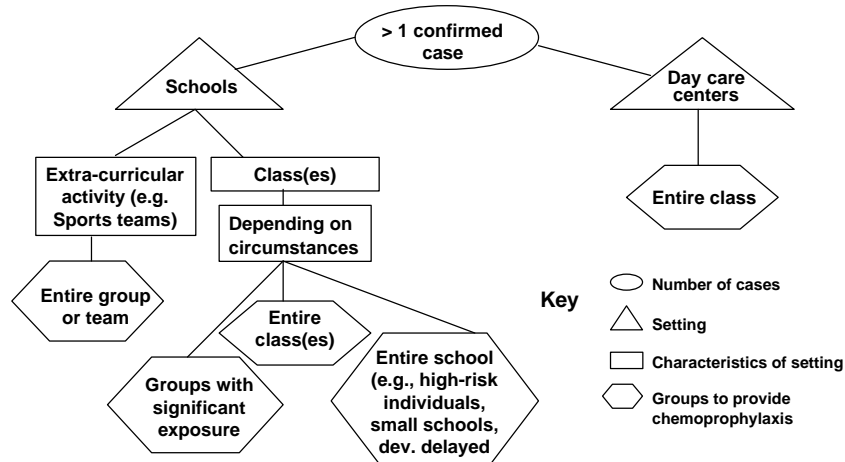 > 1 confirmed
case
Schools
Day care
centers
Extra-curricular
activity (e.g.
Sports teams)
Class(es)
Entire class
Depending on
circumstances
Entire group
or team
Entire
class(es)
Groups with
significant
exposure
Entire school
(e.g., high-risk
individuals,
small schools,
dev. delayed
Key
Number of cases
Setting
Characteristics of setting
Groups to provide
chemoprophylaxis